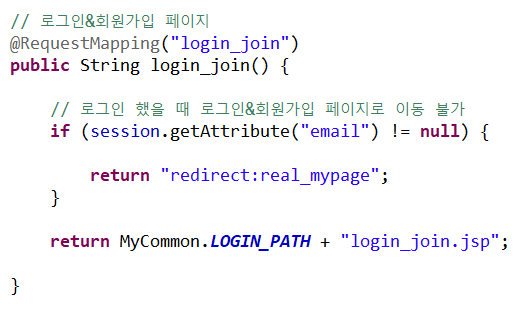 // 로그인&회원가입 페이지
@RequestMapping("login_join")
public String login_join() {
// 로그인 했을 때 로그인&회원가입 페이지로 이동 불가
if (session.getAttribute("email") != null) {
return "redirect:real_mypage";
}
return MyCommon.LOGIN_PATH + "login_join.jsp";
}